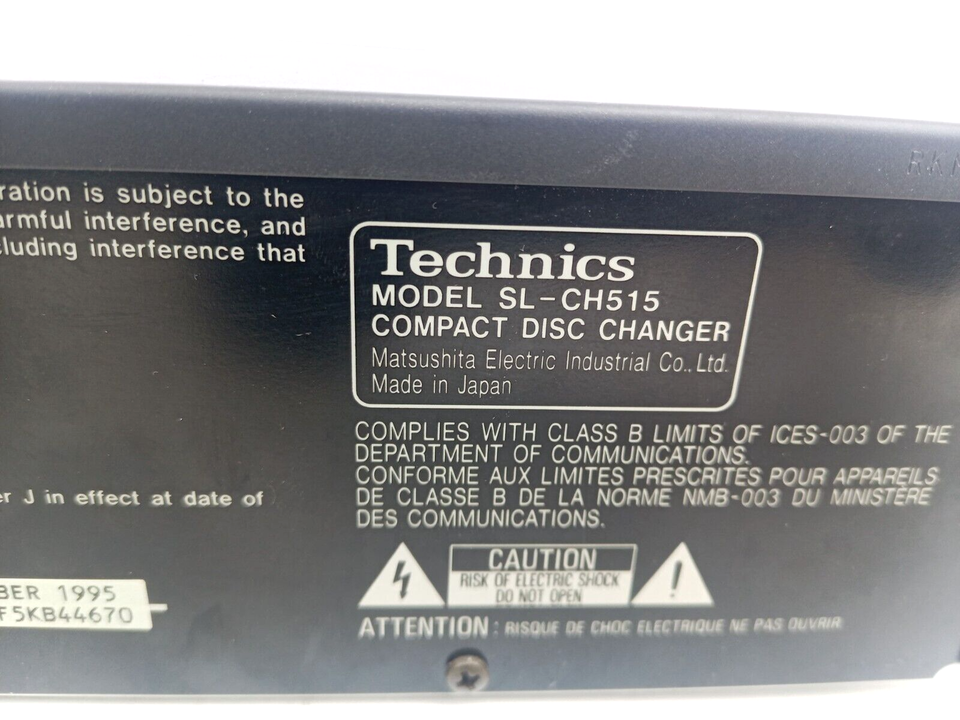 ration is subject to the
armful interference, and
cluding interference that
Technics
MODEL SL-CH515
COMPACT DISC CHANGER
Matsushita Electric Industrial Co., Ltd.
Made in Japan
COMPLIES WITH CLASS B LIMITS OF ICES-003 OF THE
DEPARTMENT OF COMMUNICATIONS.
CONFORME AUX LIMITES PRESCRITES POUR APPAREILS
DE CLASSE B DE LA NORME NMB-003 DU MINISTÈRE
DES COMMUNICATIONS.
er J in effect at date of
BER 1995
F5KB44670
CAUTION
RISK OF ELECTRIC SHOCK
DO NOT OPEN
ATTENTION: RISQUE DE CHOC ELECTRIQUE NE PAS OUVRIR